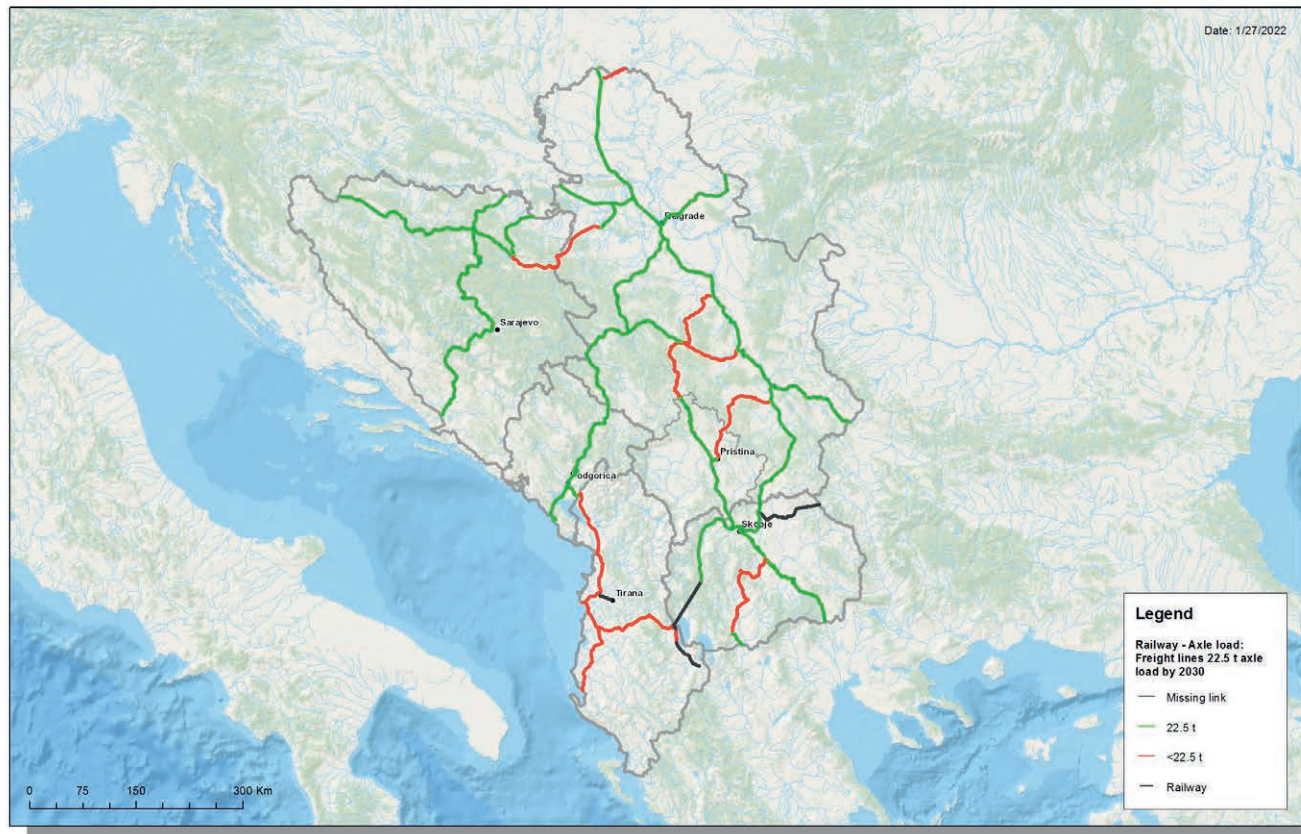 Date: 1/27/2022
Belgrade
Sarajevo
Pristina
Podgorica
Skopje
Tirana
Legend
Railway - Axle load:
Freight lines 22.5 t axle
load by 2030
Missing link
22.5 t
<22.5 t
Railway
0 75 150 300 Km